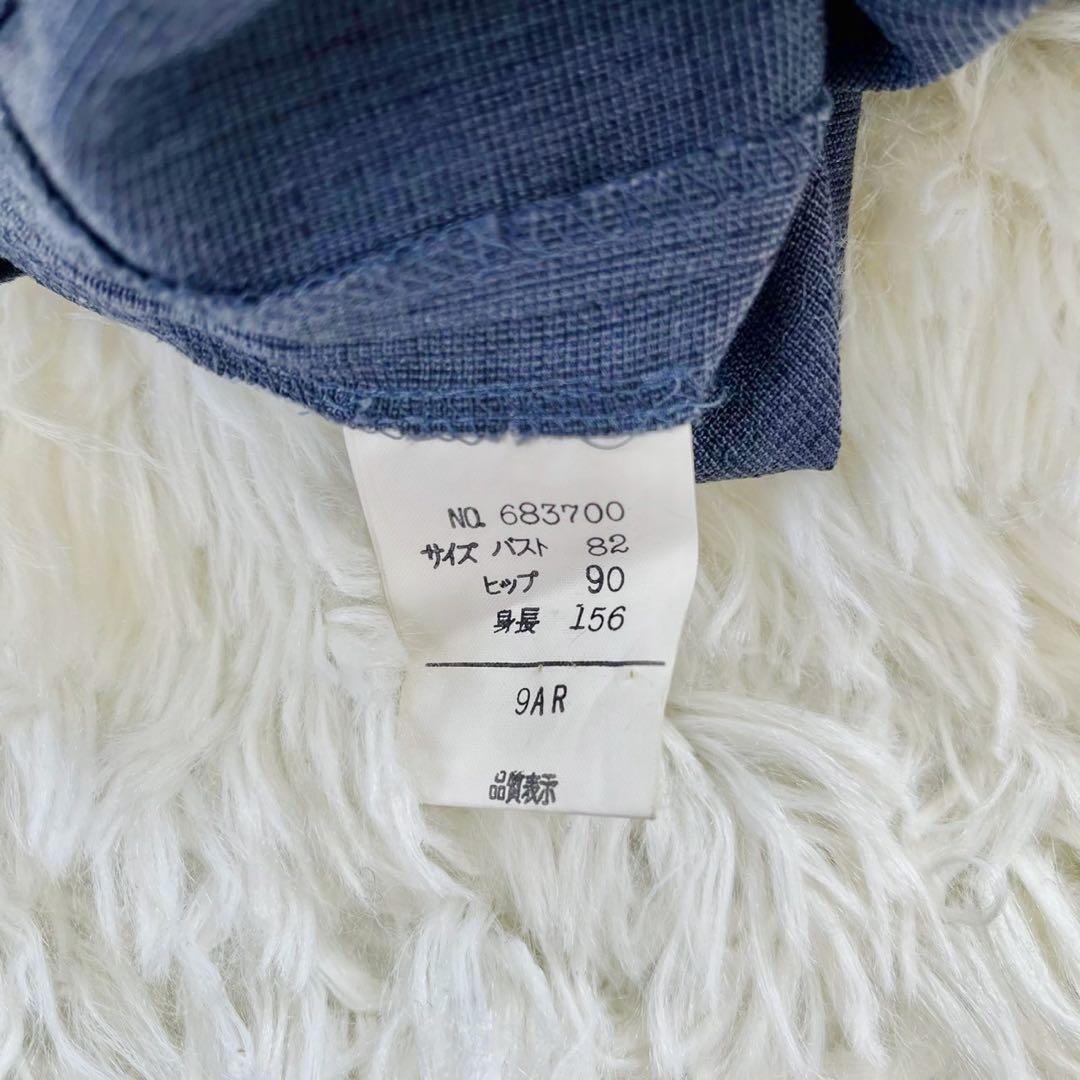 NO. 683700
サイズ バスト 82
ヒップ 90
身長 156
9AR
品質表示